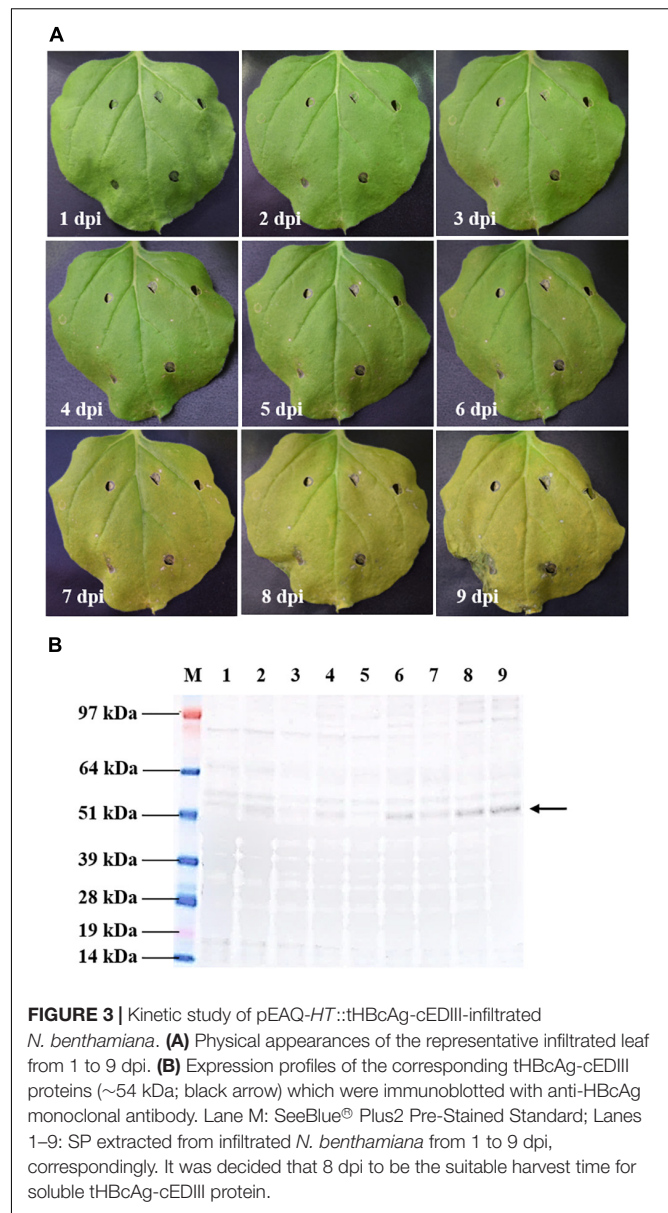 A
1 dpi
2 dpi
3 dpi
4 dpi
5 dpi
6 dpi
7 dpi
8 dpi
9 dpi
B
M 1 2 3 4 5 6 7 8 9
97 kDa
64 kDa
51 kDa
39 kDa
28 kDa
19 kDa
14 kDa
FIGURE 3 | Kinetic study of pEAQ-HT::tHBcAg-cEDIII-infiltrated
N. benthamiana. (A) Physical appearances of the representative infiltrated leaf
from 1 to 9 dpi. (B) Expression profiles of the corresponding tHBcAg-cEDIII
proteins (~54 kDa; black arrow) which were immunoblotted with anti-HBcAg
monoclonal antibody. Lane M: SeeBlue® Plus2 Pre-Stained Standard; Lanes
1–9: SP extracted from infiltrated N. benthamiana from 1 to 9 dpi,
correspondingly. It was decided that 8 dpi to be the suitable harvest time for
soluble tHBcAg-cEDIII protein.